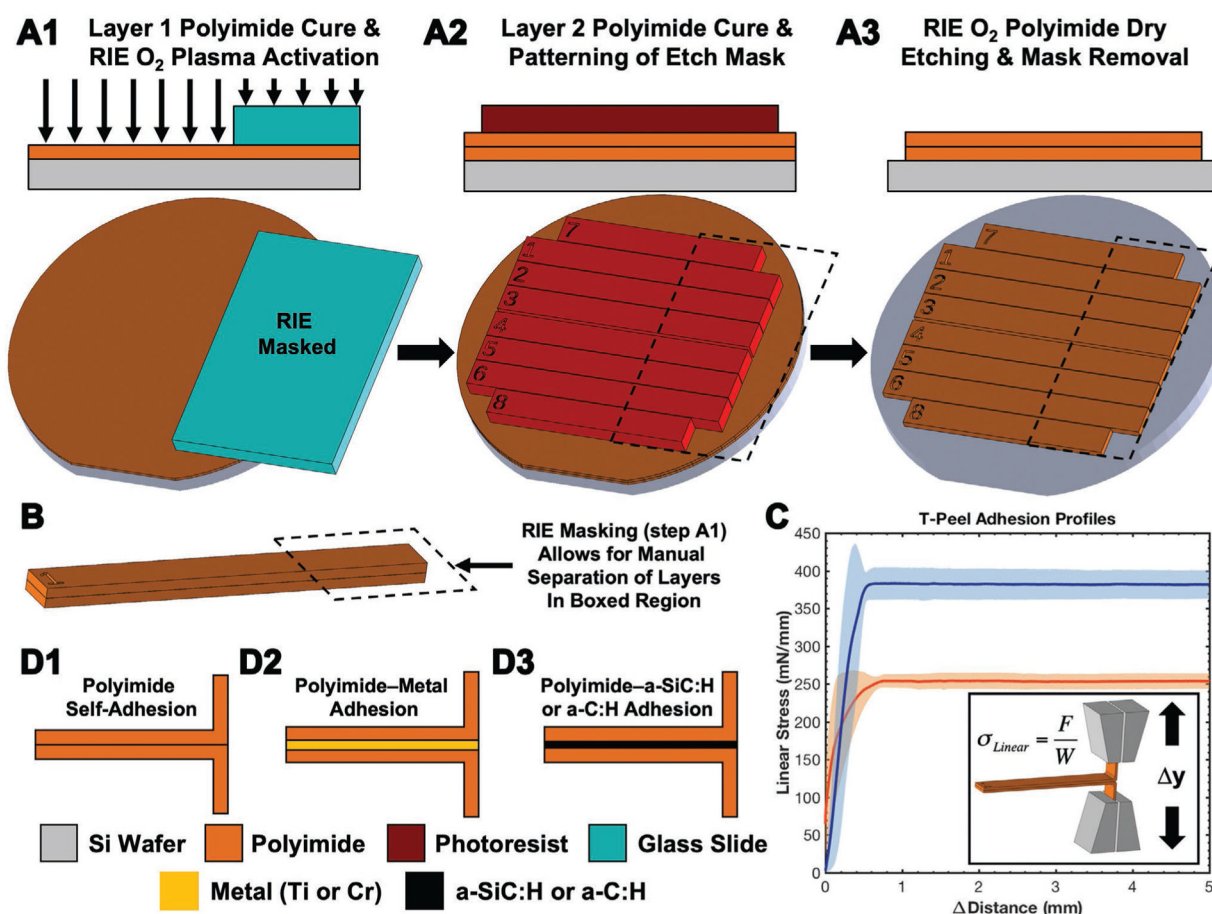 A1
Layer 1 Polyimide Cure &
RIE O₂ Plasma Activation
A2
Layer 2 Polyimide Cure &
Patterning of Etch Mask
A3
RIE O₂ Polyimide Dry
Etching & Mask Removal
RIE
Masked
7
1
2
3
4
5
6
8
7
1
2
3
4
5
6
8
B
1
RIE Masking (step A1)
Allows for Manual
Separation of Layers
In Boxed Region
C
T-Peel Adhesion Profiles
Linear Stress (mN/mm)
450
400
350
300
250
200
150
100
50
0
0
1
2
3
4
5
Δ Distance (mm)
σ_Linear = F/W
Δy
D1
Polyimide
Self-Adhesion
D2
Polyimide–Metal
Adhesion
D3
Polyimide–a-SiC:H
or a-C:H Adhesion
Si Wafer
Polyimide
Photoresist
Glass Slide
Metal (Ti or Cr)
a-SiC:H or a-C:H